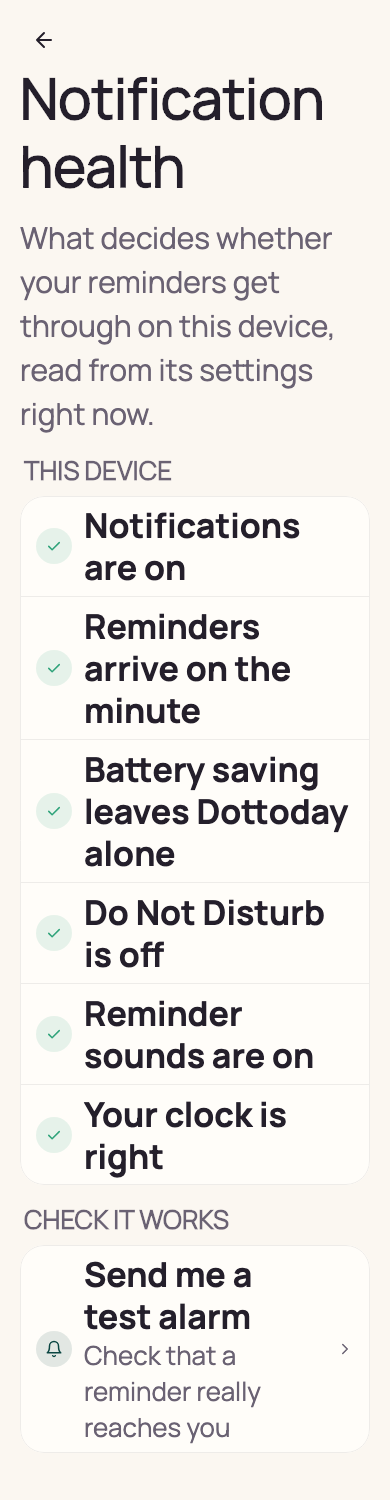 Notification
health
What decides whether
your reminders get
through on this device,
read from its settings
right now.
THIS DEVICE
Notifications
are on
Reminders
arrive on the
minute
Battery saving
leaves Dottoday
alone
Do Not Disturb
is off
Reminder
sounds are on
Your clock is
right
CHECK IT WORKS
Send me a
test alarm
Check that a
reminder really
reaches you